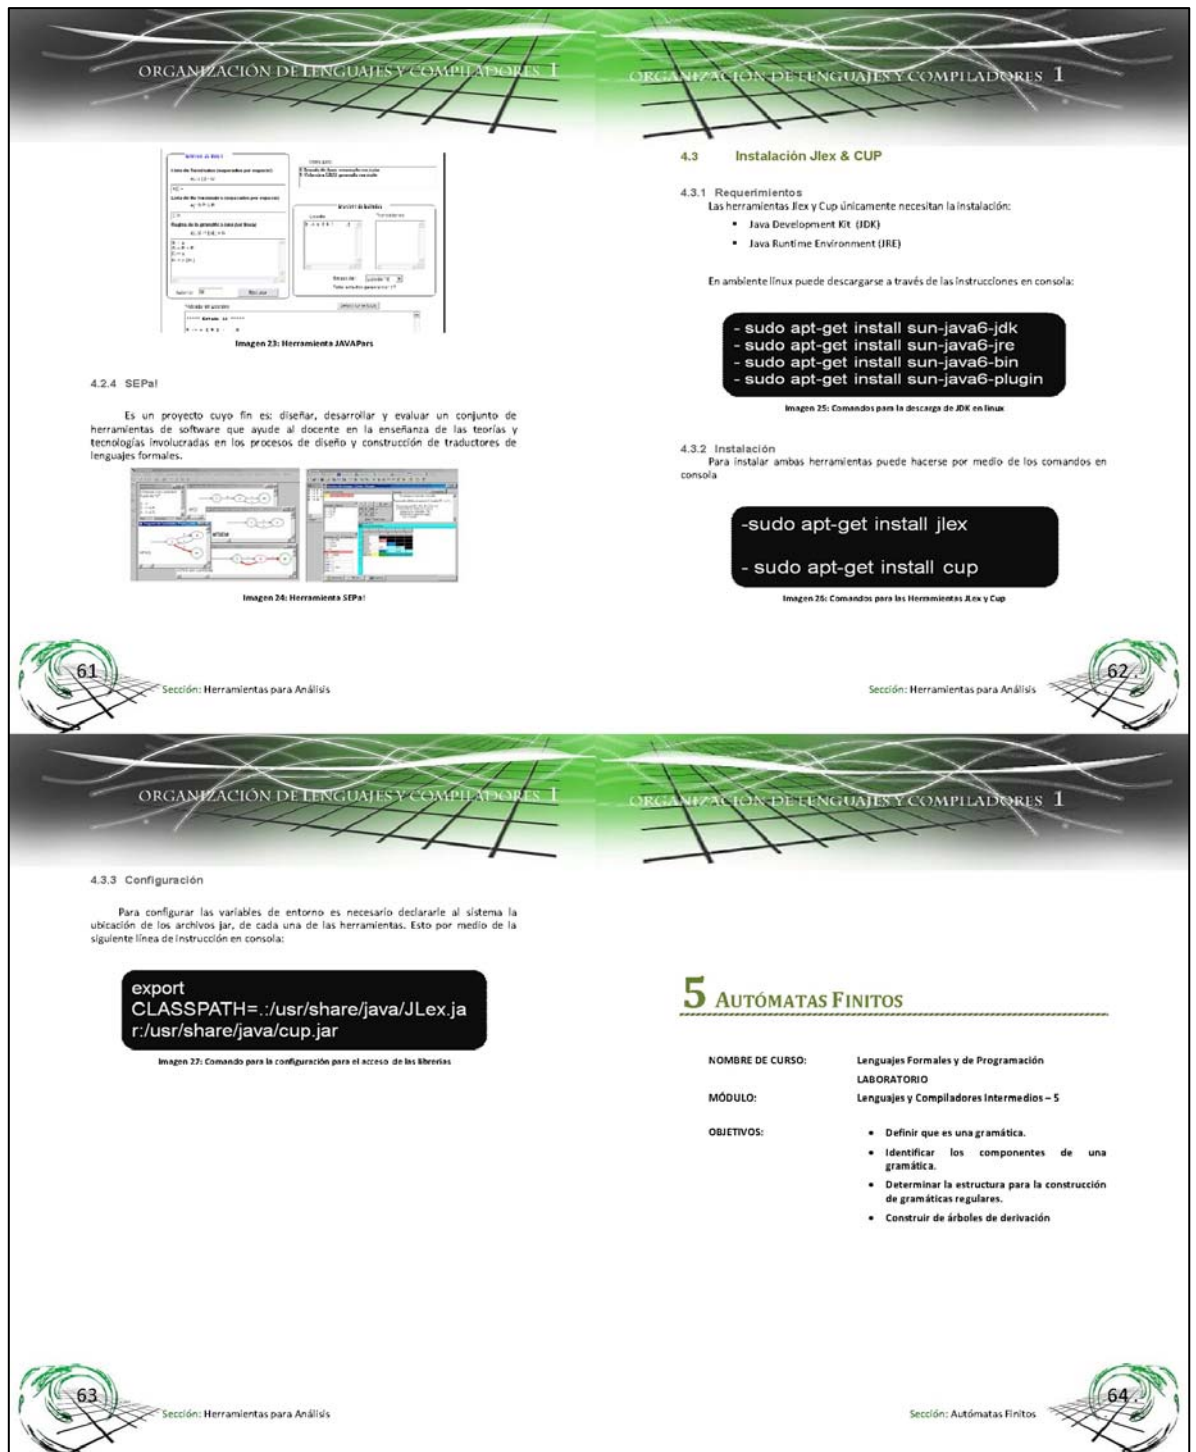 ORGANIZACIÓN DE LENGUAJES Y COMPILADORES 1
Imagen 23: Herramienta JAVAPars
4.2.4 SEPa!
Es un proyecto cuyo fin es: diseñar, desarrollar y evaluar un conjunto de
herramientas de software que ayude al docente en la enseñanza de las teorías y
tecnologías involucradas en los procesos de diseño y construcción de traductores de
lenguajes formales.
Imagen 24: Herramienta SEPa!
61
Sección: Herramientas para Análisis
ORGANIZACIÓN DE LENGUAJES Y COMPILADORES 1
4.3 Instalación Jlex & CUP
4.3.1 Requerimientos
Las herramientas Jlex y Cup únicamente necesitan la instalación:
▪ Java Development Kit (JDK)
▪ Java Runtime Environment (JRE)
En ambiente linux puede descargarse a través de las instrucciones en consola:
- sudo apt-get install sun-java6-jdk
- sudo apt-get install sun-java6-jre
- sudo apt-get install sun-java6-bin
- sudo apt-get install sun-java6-plugin
Imagen 25: Comandos para la descarga de JDK en linux
4.3.2 Instalación
Para instalar ambas herramientas puede hacerse por medio de los comandos en
consola
-sudo apt-get install jlex
- sudo apt-get install cup
Imagen 26: Comandos para las Herramientas JLex y Cup
62
Sección: Herramientas para Análisis
ORGANIZACIÓN DE LENGUAJES Y COMPILADORES 1
4.3.3 Configuración
Para configurar las variables de entorno es necesario declararle al sistema la
ubicación de los archivos jar, de cada una de las herramientas. Esto por medio de la
siguiente línea de instrucción en consola:
export
CLASSPATH=.:/usr/share/java/JLex.ja
r:/usr/share/java/cup.jar
Imagen 27: Comando para la configuración para el acceso de las librerías
63
Sección: Herramientas para Análisis
ORGANIZACIÓN DE LENGUAJES Y COMPILADORES 1
5 AUTÓMATAS FINITOS
NOMBRE DE CURSO: Lenguajes Formales y de Programación
LABORATORIO
MÓDULO: Lenguajes y Compiladores Intermedios – 5
OBJETIVOS: • Definir que es una gramática.
• Identificar los componentes de una
gramática.
• Determinar la estructura para la construcción
de gramáticas regulares.
• Construir de árboles de derivación
64
Sección: Autómatas Finitos